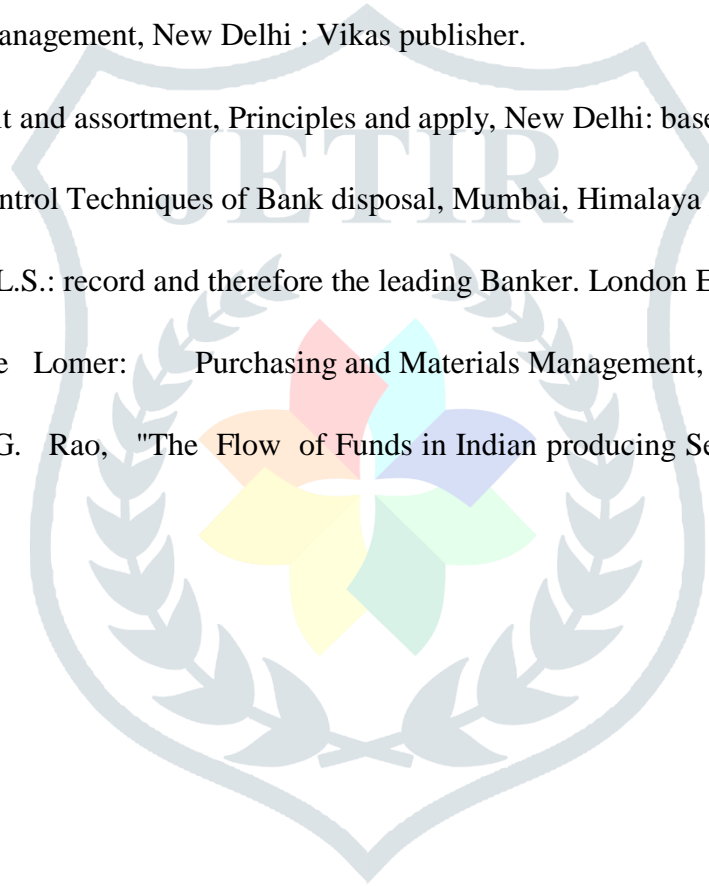 anagement, New Delhi : Vikas publisher.
it and assortment, Principles and apply, New Delhi: base
JETIR
ntrol Techniques of Bank disposal, Mumbai, Himalaya
L.S.: record and therefore the leading Banker. London E
e Lomer: Purchasing and Materials Management,
G. Rao, "The Flow of Funds in Indian producing Se